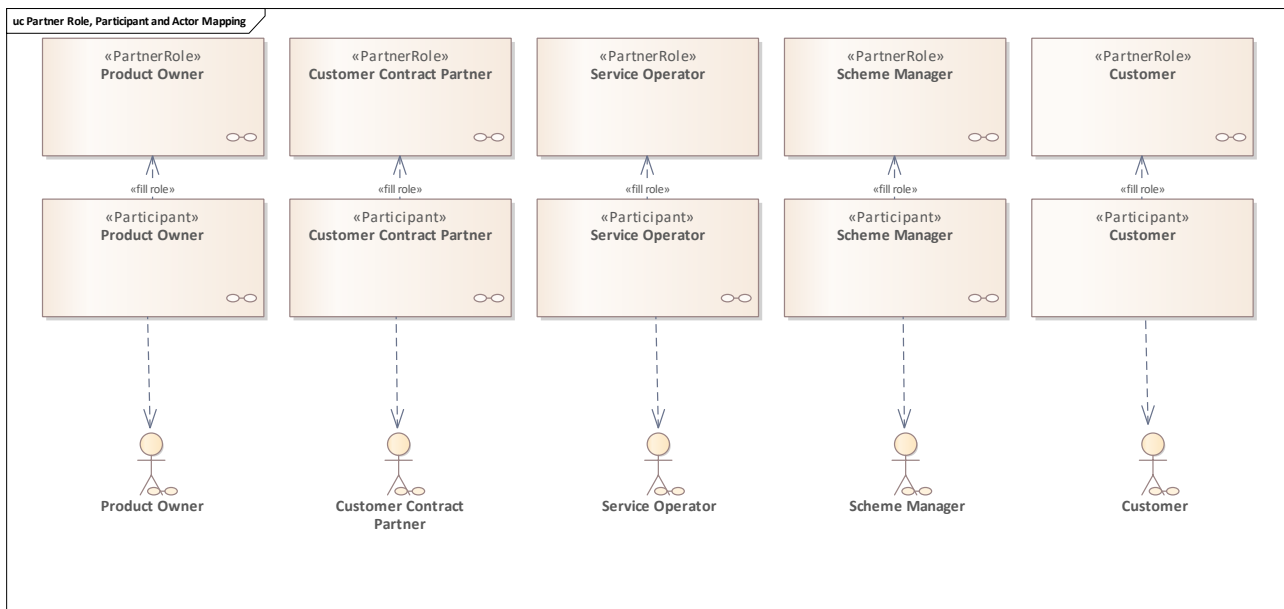 uc Partner Role, Participant and Actor Mapping
«PartnerRole»
Product Owner
«PartnerRole»
Customer Contract Partner
«PartnerRole»
Service Operator
«PartnerRole»
Scheme Manager
«PartnerRole»
Customer
«fill role»
«fill role»
«fill role»
«fill role»
«fill role»
«Participant»
Product Owner
«Participant»
Customer Contract Partner
«Participant»
Service Operator
«Participant»
Scheme Manager
«Participant»
Customer
Product Owner
Customer Contract
Partner
Service Operator
Scheme Manager
Customer